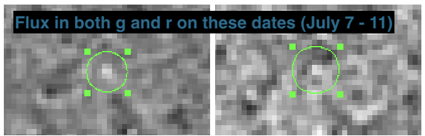 Flux in both g and r on these dates (July 7 - 11)